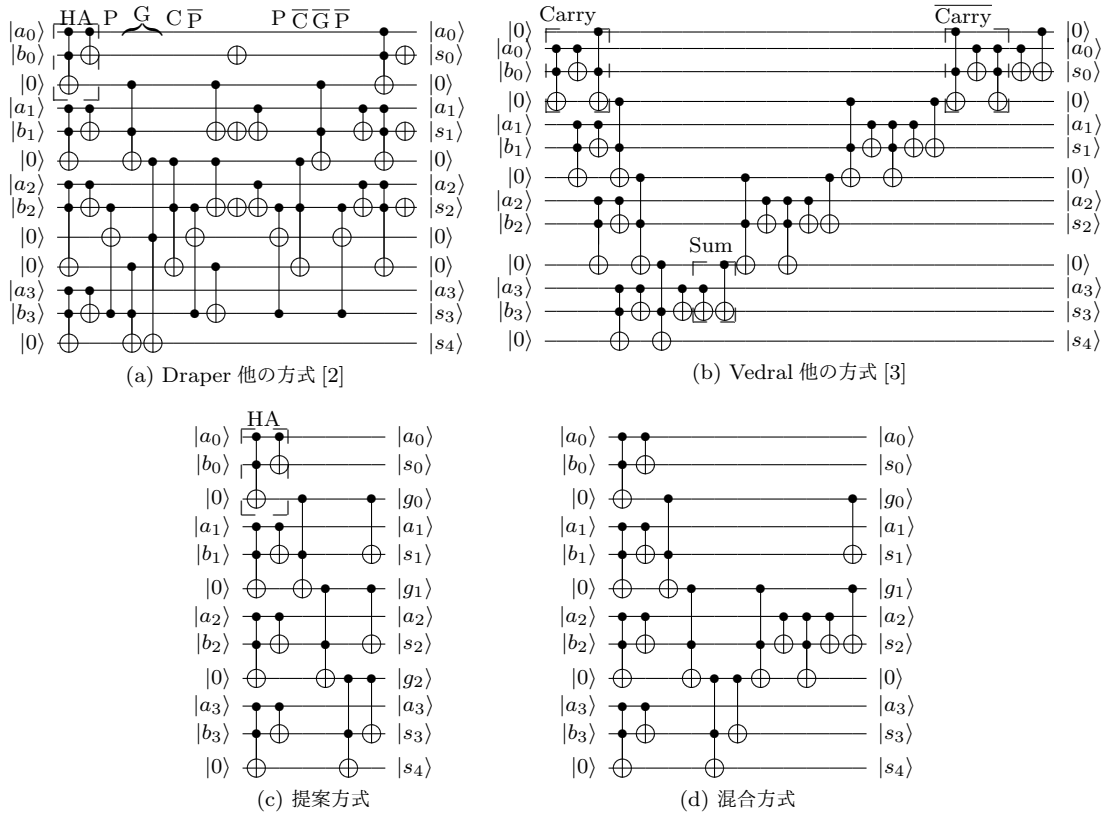 HA P G C P̅ P C̅ G̅ P̅
|a₀⟩ |a₀⟩
|b₀⟩ |s₀⟩
|0⟩ |0⟩
|a₁⟩ |a₁⟩
|b₁⟩ |s₁⟩
|0⟩ |0⟩
|a₂⟩ |a₂⟩
|b₂⟩ |s₂⟩
|0⟩ |0⟩
|0⟩ |0⟩
|a₃⟩ |a₃⟩
|b₃⟩ |s₃⟩
|0⟩ |s₄⟩
(a) Draper 他の方式 [2]
Carry C̅a̅r̅r̅y̅
|0⟩ |0⟩
|a₀⟩ |a₀⟩
|b₀⟩ |s₀⟩
|0⟩ |0⟩
|a₁⟩ |a₁⟩
|b₁⟩ |s₁⟩
|0⟩ |0⟩
|a₂⟩ |a₂⟩
|b₂⟩ |s₂⟩
Sum
|0⟩ |0⟩
|a₃⟩ |a₃⟩
|b₃⟩ |s₃⟩
|0⟩ |s₄⟩
(b) Vedral 他の方式 [3]
HA
|a₀⟩ |a₀⟩
|b₀⟩ |s₀⟩
|0⟩ |g₀⟩
|a₁⟩ |a₁⟩
|b₁⟩ |s₁⟩
|0⟩ |g₁⟩
|a₂⟩ |a₂⟩
|b₂⟩ |s₂⟩
|0⟩ |g₂⟩
|a₃⟩ |a₃⟩
|b₃⟩ |s₃⟩
|0⟩ |s₄⟩
(c) 提案方式
|a₀⟩ |a₀⟩
|b₀⟩ |s₀⟩
|0⟩ |g₀⟩
|a₁⟩ |a₁⟩
|b₁⟩ |s₁⟩
|0⟩ |g₁⟩
|a₂⟩ |a₂⟩
|b₂⟩ |s₂⟩
|0⟩ |0⟩
|a₃⟩ |a₃⟩
|b₃⟩ |s₃⟩
|0⟩ |s₄⟩
(d) 混合方式